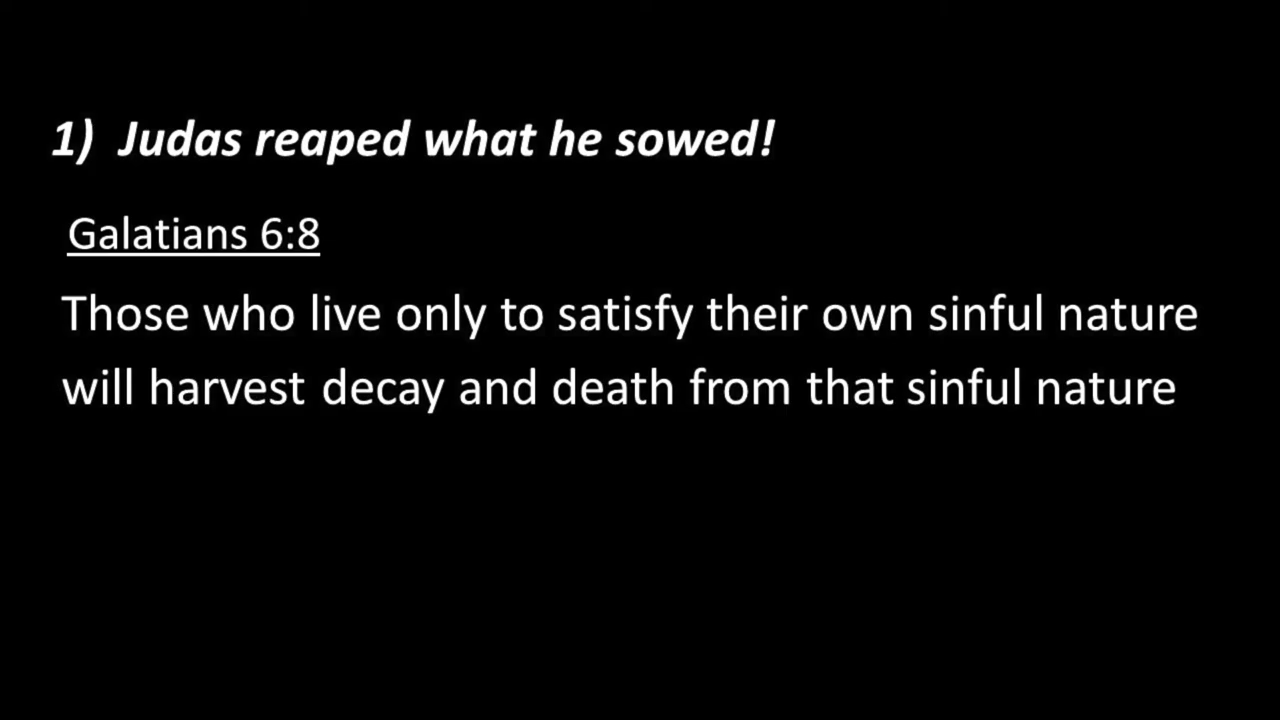 1) Judas reaped what he sowed!
Galatians 6:8
Those who live only to satisfy their own sinful nature
will harvest decay and death from that sinful nature